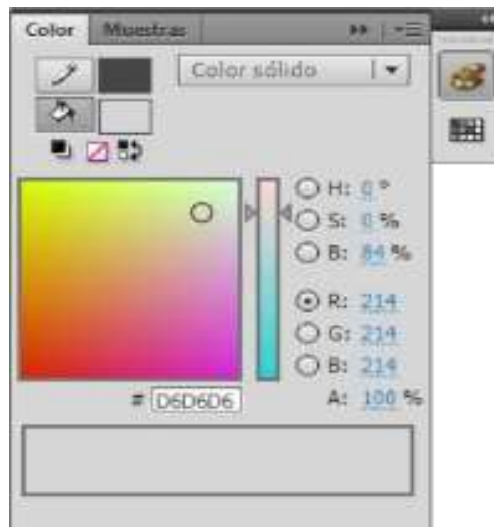 Color Muestras
Color sólido
H: 0 °
S: 0 %
B: 84 %
R: 214
G: 214
B: 214
# D6D6D6 A: 100 %